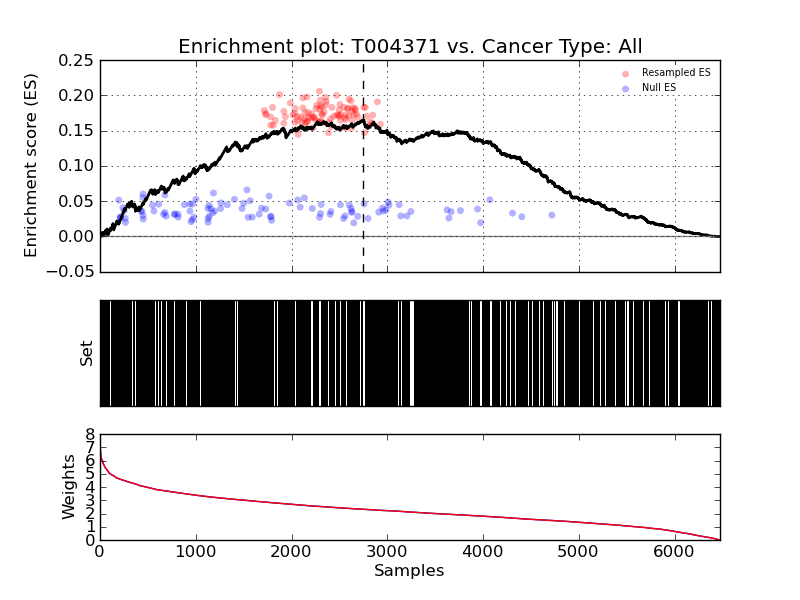 Enrichment plot: T004371 vs. Cancer Type: All
Enrichment score (ES)
0.25
0.20
0.15
0.10
0.05
0.00
−0.05
Resampled ES
Null ES
Set
Weights
8
7
6
5
4
3
2
1
0
0 1000 2000 3000 4000 5000 6000
Samples